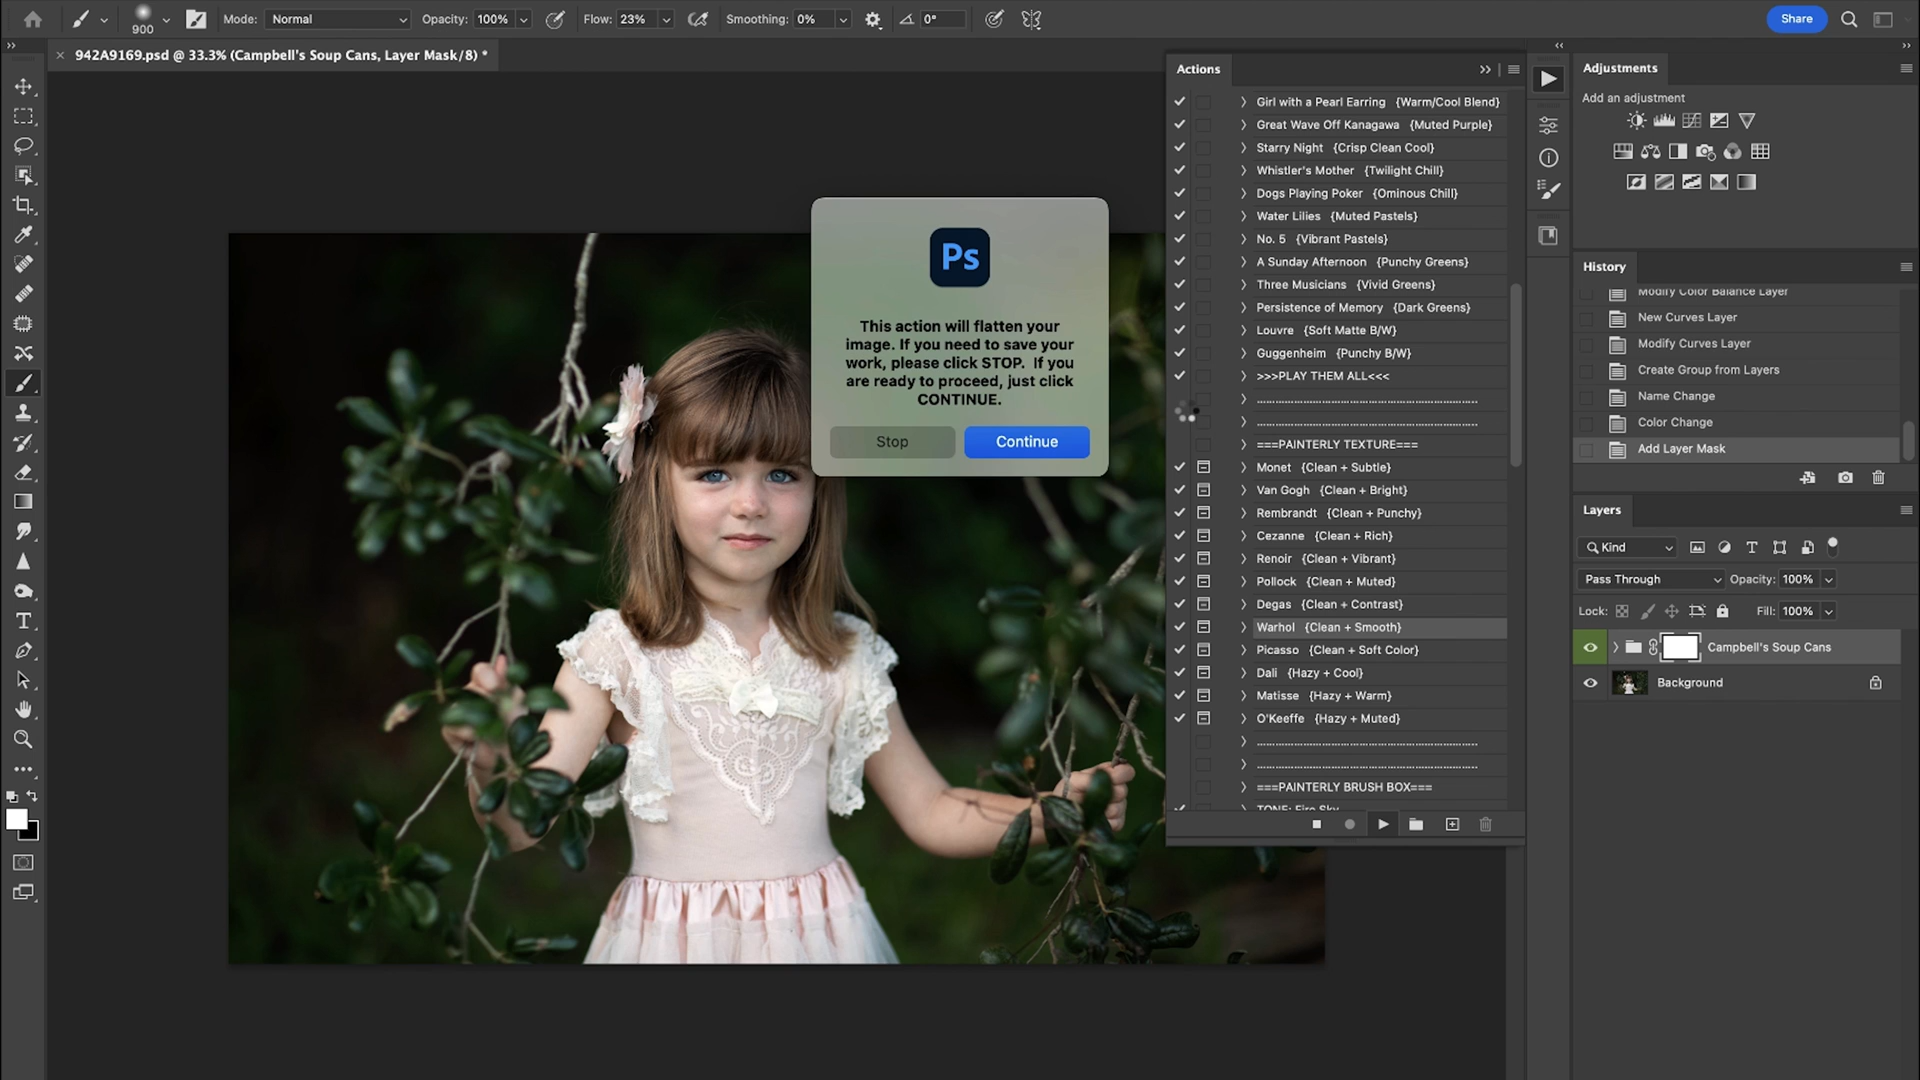 900
Mode: Normal
Opacity: 100%
Flow: 23%
Smoothing: 0%
0°
Share
942A9169.psd @ 33.3% (Campbell's Soup Cans, Layer Mask/8) *
Actions
Girl with a Pearl Earring {Warm/Cool Blend}
Great Wave Off Kanagawa {Muted Purple}
Starry Night {Crisp Clean Cool}
Whistler's Mother {Twilight Chill}
Dogs Playing Poker {Ominous Chill}
Water Lilies {Muted Pastels}
No. 5 {Vibrant Pastels}
A Sunday Afternoon {Punchy Greens}
Three Musicians {Vivid Greens}
Persistence of Memory {Dark Greens}
Louvre {Soft Matte B/W}
Guggenheim {Punchy B/W}
>>>PLAY THEM ALL<<<
===PAINTERLY TEXTURE===
Monet {Clean + Subtle}
Van Gogh {Clean + Bright}
Rembrandt {Clean + Punchy}
Cezanne {Clean + Rich}
Renoir {Clean + Vibrant}
Pollock {Clean + Muted}
Degas {Clean + Contrast}
Warhol {Clean + Smooth}
Picasso {Clean + Soft Color}
Dali {Hazy + Cool}
Matisse {Hazy + Warm}
O'Keeffe {Hazy + Muted}
===PAINTERLY BRUSH BOX===
TONE: Fire Sky
Ps
This action will flatten your
image. If you need to save your
work, please click STOP. If you
are ready to proceed, just click
CONTINUE.
Stop
Continue
Adjustments
Add an adjustment
History
Modify Color Balance Layer
New Curves Layer
Modify Curves Layer
Create Group from Layers
Name Change
Color Change
Add Layer Mask
Layers
Kind
Pass Through
Opacity: 100%
Lock:
Fill: 100%
Campbell's Soup Cans
Background